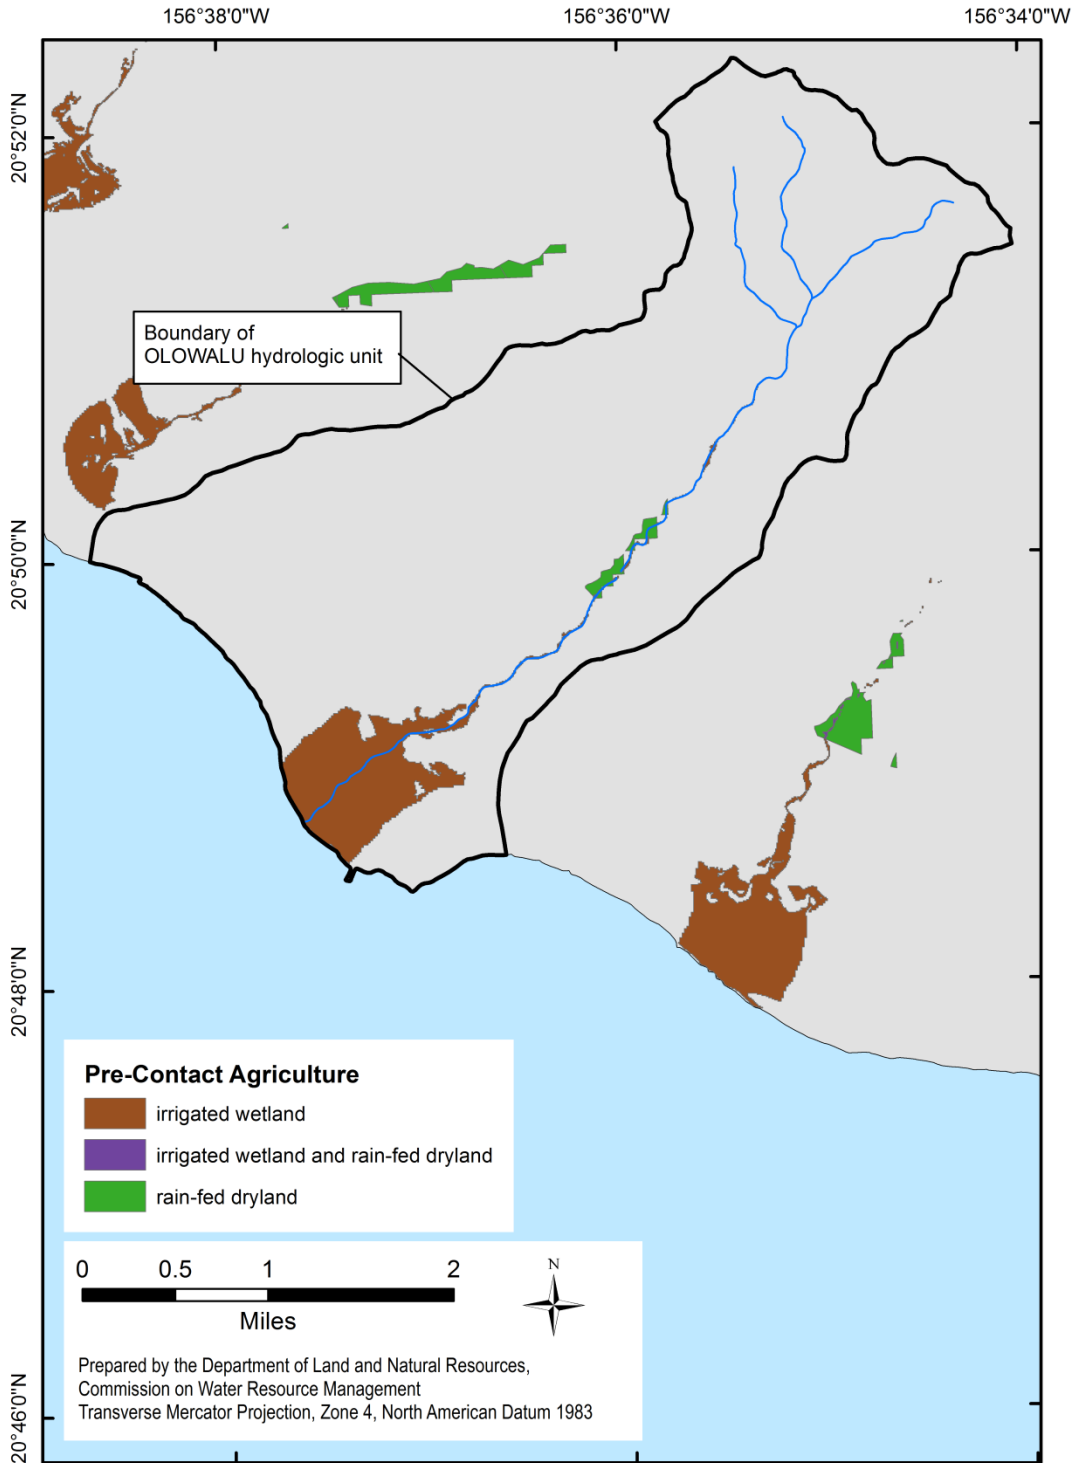 156°38'0"W
156°36'0"W
156°34'0"W
20°52'0"N
Boundary of
OLOWALU hydrologic unit
20°50'0"N
20°48'0"N
Pre-Contact Agriculture
irrigated wetland
irrigated wetland and rain-fed dryland
rain-fed dryland
0 0.5 1 2
Miles
N
Prepared by the Department of Land and Natural Resources,
Commission on Water Resource Management
Transverse Mercator Projection, Zone 4, North American Datum 1983
20°46'0"N